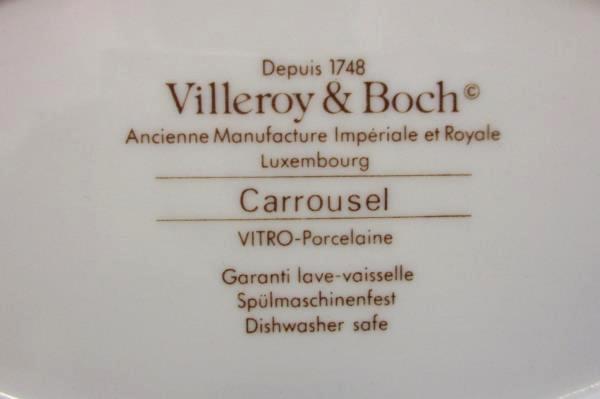 Depuis 1748
Villeroy & Boch©
Ancienne Manufacture Impériale et Royale
Luxembourg
Carrousel
VITRO-Porcelaine
Garanti lave-vaisselle
Spülmaschinenfest
Dishwasher safe